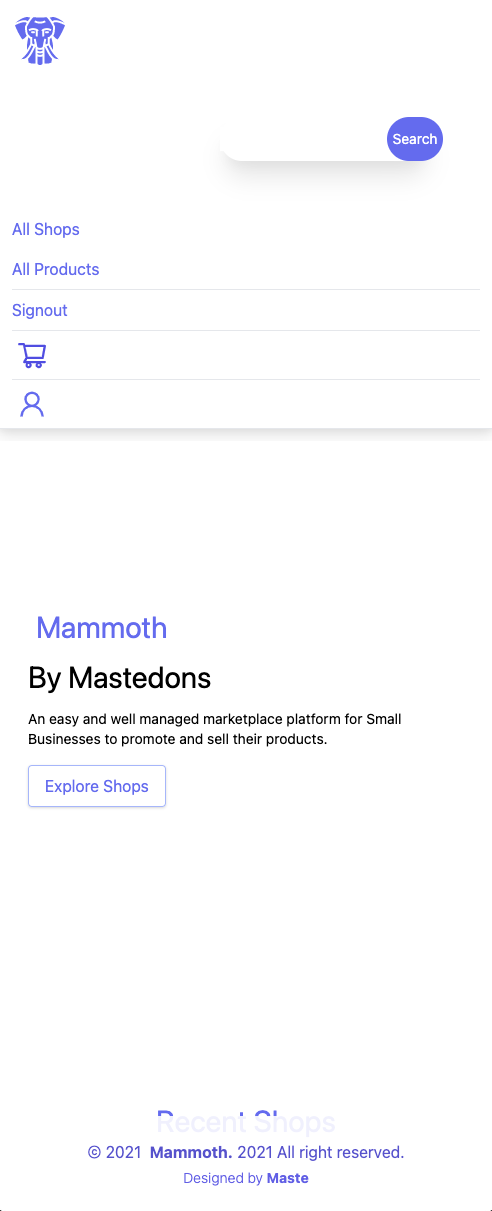 Search
All Shops
All Products
Signout
Mammoth
By Mastedons
An easy and well managed marketplace platform for Small
Businesses to promote and sell their products.
Explore Shops
Recent Shops
© 2021 Mammoth. 2021 All right reserved.
Designed by Maste